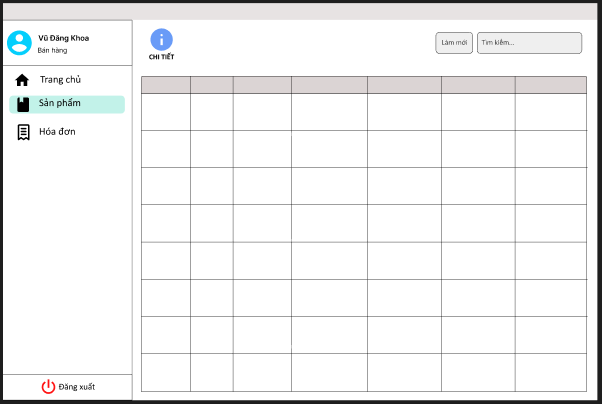 Vũ Đăng Khoa
Bán hàng
Trang chủ
Sản phẩm
Hóa đơn
Đăng xuất
CHI TIẾT
Làm mới
Tìm kiếm...